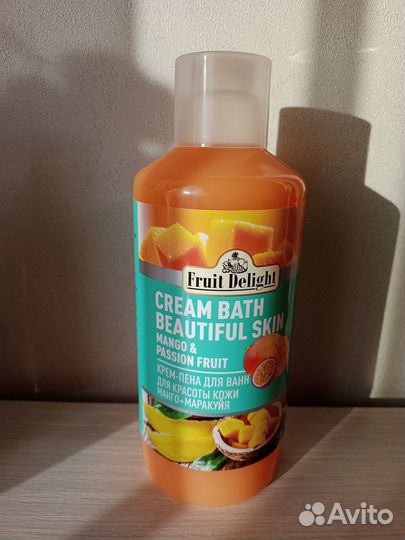 Fruit Delight
CREAM BATH
BEAUTIFUL SKIN
MANGO &
PASSION FRUIT
КРЕМ-ПЕНА ДЛЯ ВАНН
ДЛЯ КРАСОТЫ КОЖИ
МАНГО+МАРАКУЙЯ
Avito